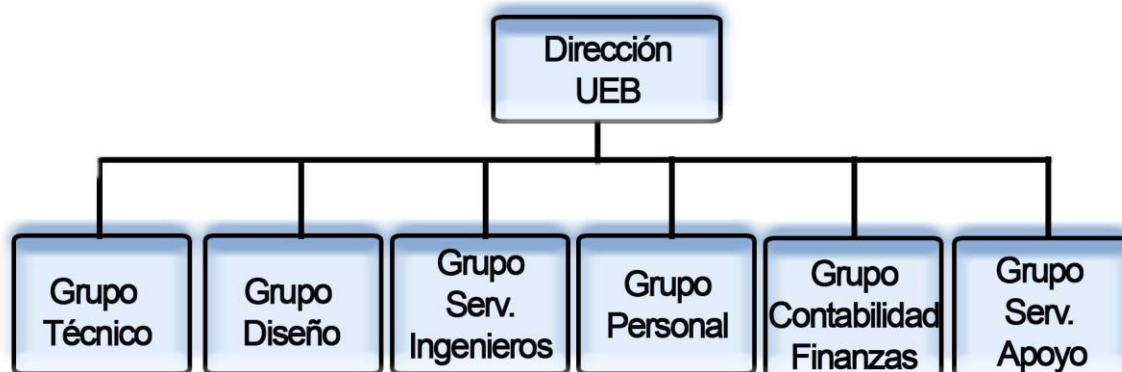 Dirección
UEB
Grupo
Técnico
Grupo
Diseño
Grupo
Serv.
Ingenieros
Grupo
Personal
Grupo
Contabilidad
Finanzas
Grupo
Serv.
Apoyo